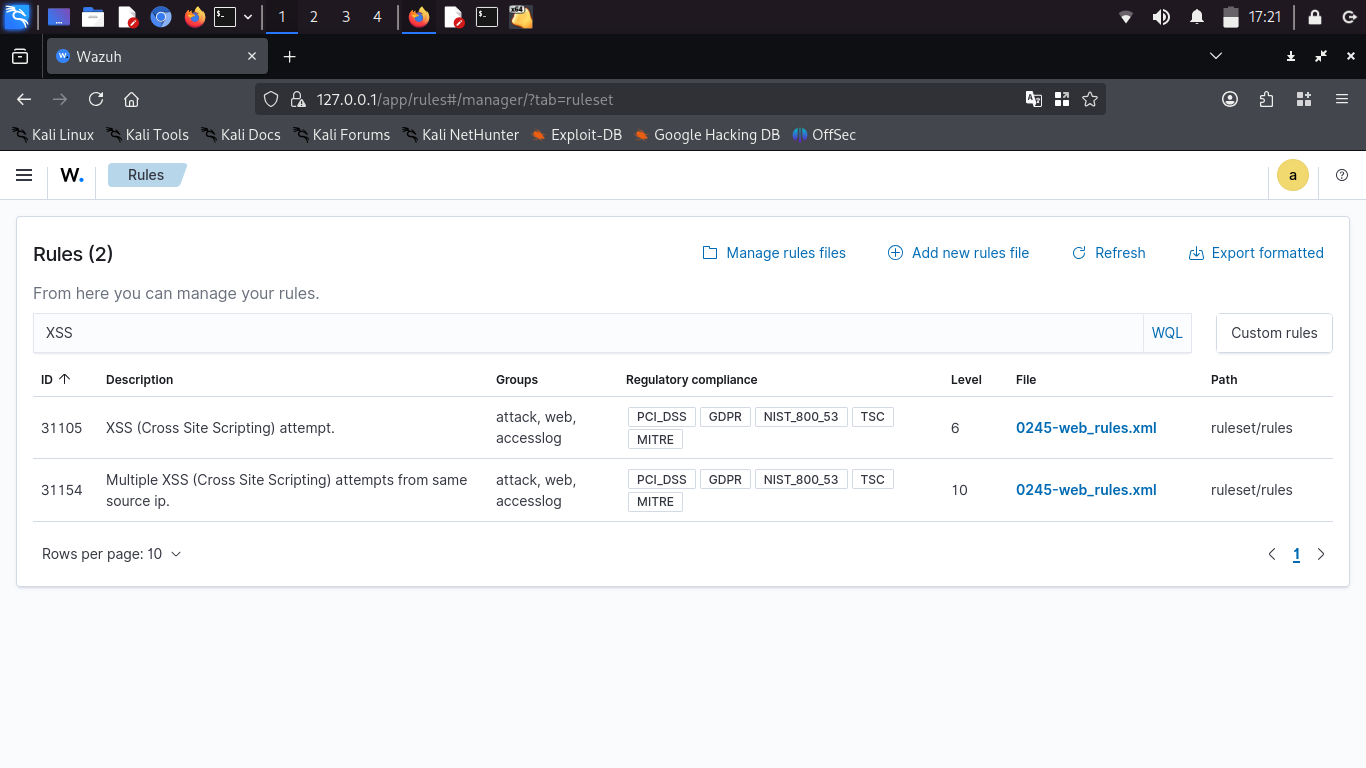 1 2 3 4 17:21
Wazuh
127.0.0.1/app/rules#/manager/?tab=ruleset
Kali Linux Kali Tools Kali Docs Kali Forums Kali NetHunter Exploit-DB Google Hacking DB OffSec
W. Rules a
Rules (2) Manage rules files Add new rules file Refresh Export formatted
From here you can manage your rules.
XSS WQL Custom rules
ID Description Groups Regulatory compliance Level File Path
31105 XSS (Cross Site Scripting) attempt. attack, web, accesslog PCI_DSS GDPR NIST_800_53 TSC MITRE 6 0245-web_rules.xml ruleset/rules
31154 Multiple XSS (Cross Site Scripting) attempts from same source ip. attack, web, accesslog PCI_DSS GDPR NIST_800_53 TSC MITRE 10 0245-web_rules.xml ruleset/rules
Rows per page: 10 1